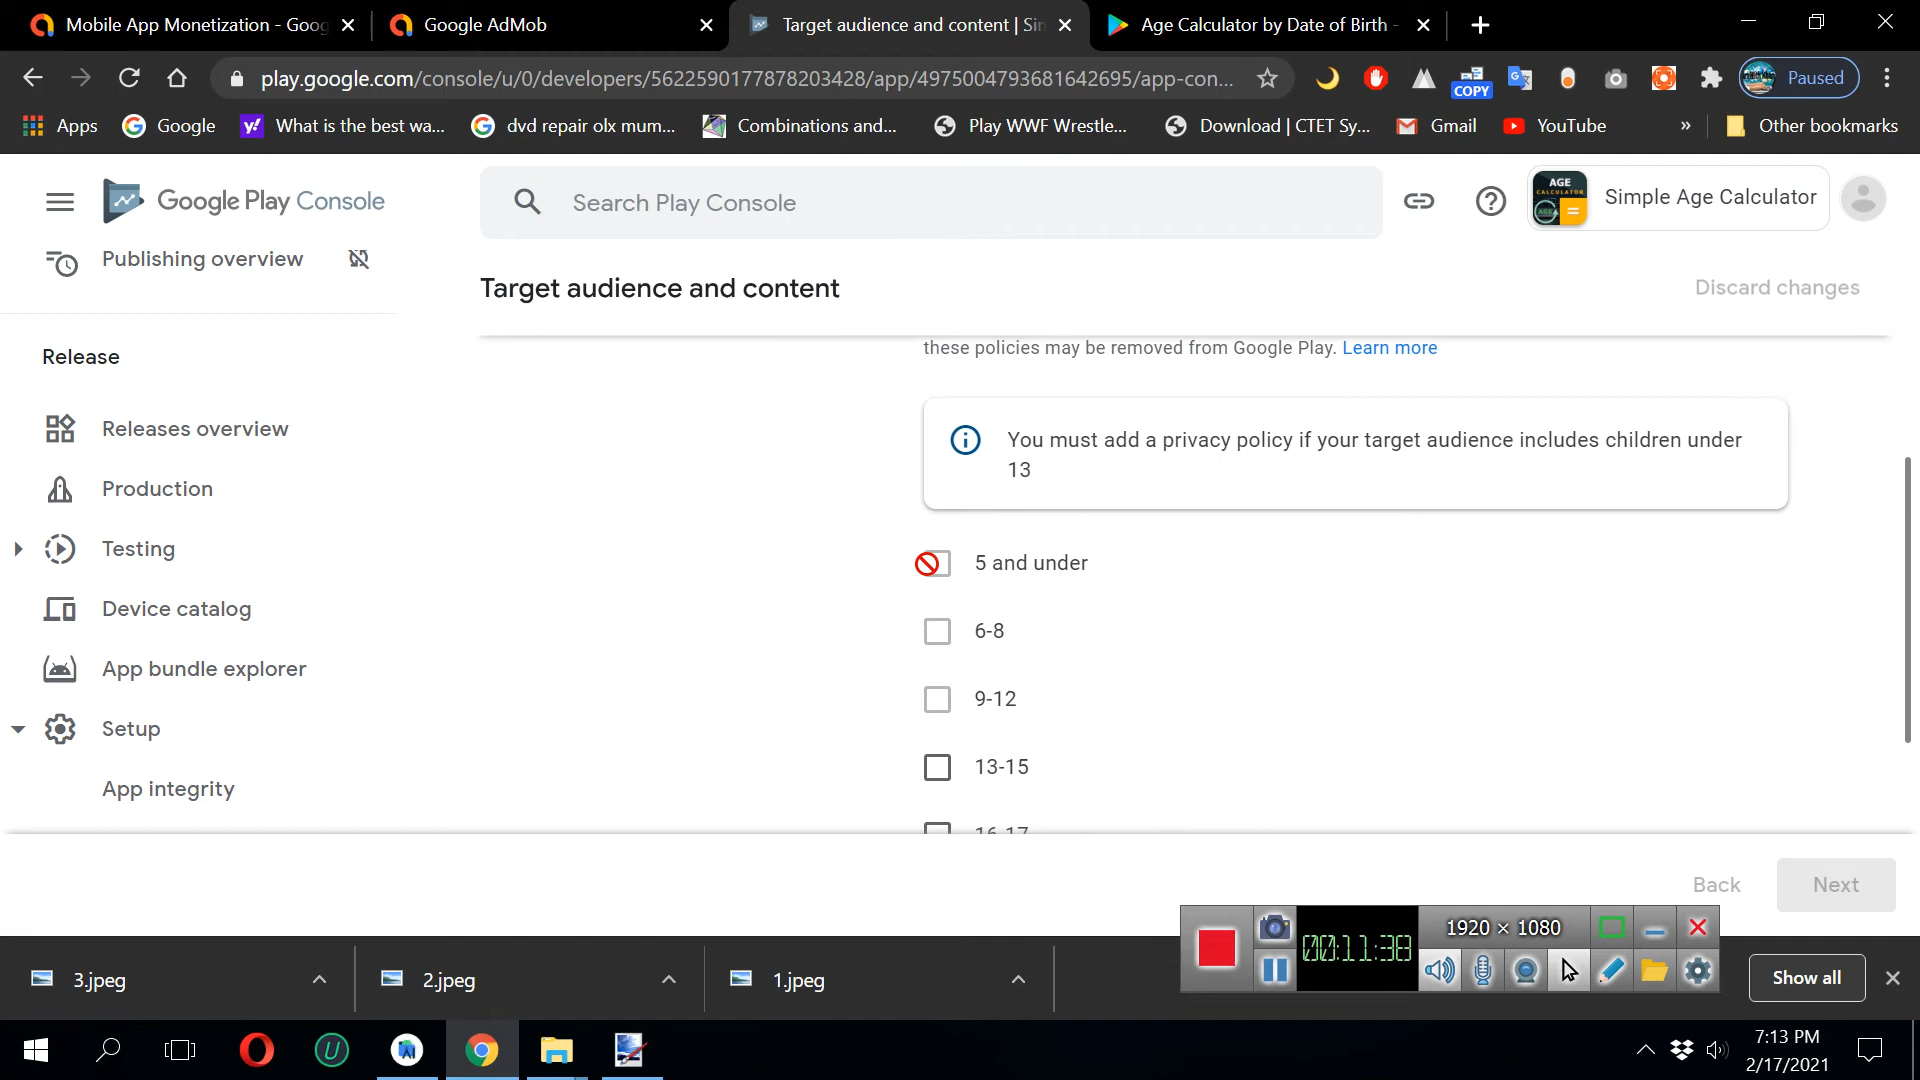 Mobile App Monetization - Goog
Google AdMob
Target audience and content | Sin
Age Calculator by Date of Birth -
play.google.com/console/u/0/developers/5622590177878203428/app/4975004793681642695/app-con...
COPY
Paused
Apps
Google
What is the best wa...
dvd repair olx mum...
Combinations and...
Play WWF Wrestle...
Download | CTET Sy...
Gmail
YouTube
»
Other bookmarks
Google Play Console
Search Play Console
AGE
CALCULATOR
Simple Age Calculator
Publishing overview
Target audience and content
Discard changes
these policies may be removed from Google Play. Learn more
Release
You must add a privacy policy if your target audience includes children under
13
Releases overview
Production
Testing
Device catalog
App bundle explorer
Setup
App integrity
5 and under
6-8
9-12
13-15
16-17
Back
Next
00:11:38
1920 × 1080
3.jpeg
2.jpeg
1.jpeg
Show all
7:13 PM
2/17/2021